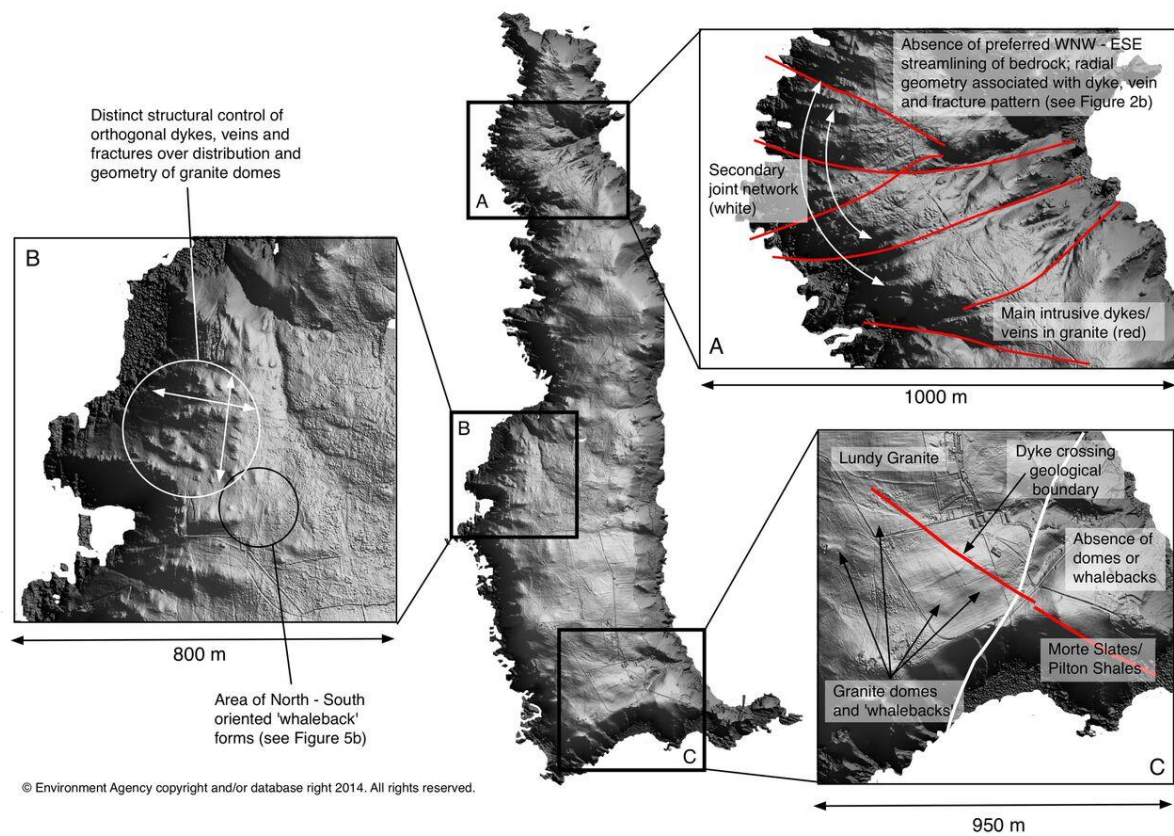 Distinct structural control of
orthogonal dykes, veins and
fractures over distribution and
geometry of granite domes
B
800 m
Area of North - South
oriented 'whaleback'
forms (see Figure 5b)
© Environment Agency copyright and/or database right 2014. All rights reserved.
A
B
C
Absence of preferred WNW - ESE
streamlining of bedrock; radial
geometry associated with dyke, vein
and fracture pattern (see Figure 2b)
Secondary
joint network
(white)
Main intrusive dykes/
veins in granite (red)
A
1000 m
Lundy Granite
Dyke crossing
geological
boundary
Absence of
domes or
whalebacks
Morte Slates/
Pilton Shales
Granite domes
and 'whalebacks'
C
950 m